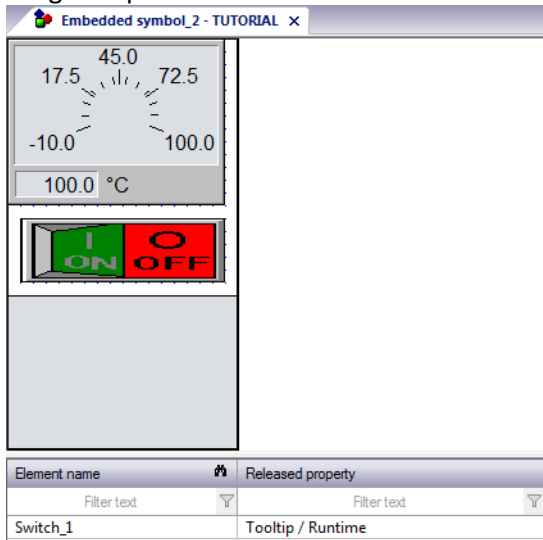 Embedded symbol_2 - TUTORIAL X
45.0
17.5 72.5
-10.0 100.0
100.0 °C
I O
ON OFF
Element name Released property
Filter text Filter text
Switch_1 Tooltip / Runtime